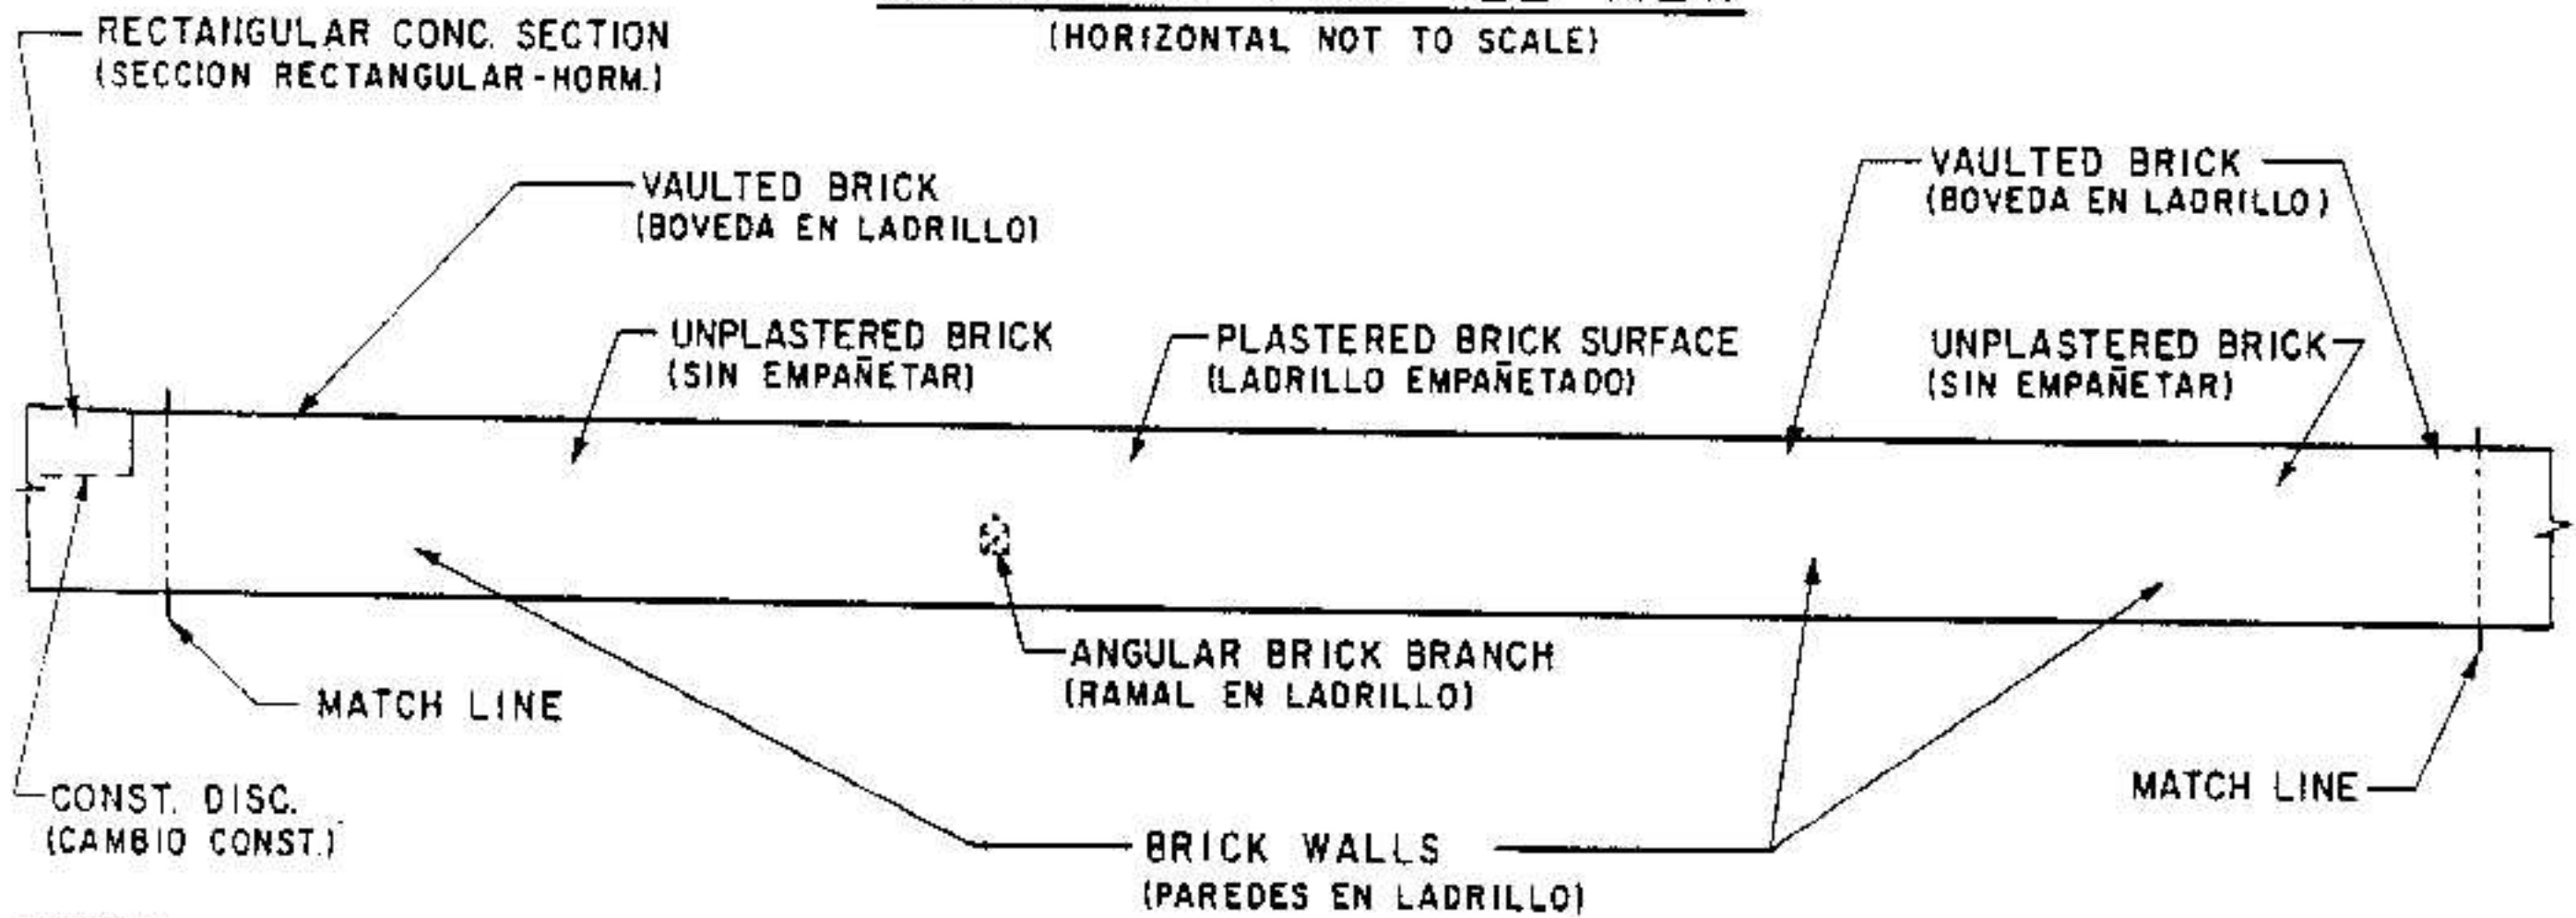 (HORIZONTAL NOT TO SCALE)
RECTANGULAR CONC. SECTION
(SECCION RECTANGULAR-HORM.)
VAULTED BRICK
(BOVEDA EN LADRILLO)
VAULTED BRICK
(BOVEDA EN LADRILLO)
UNPLASTERED BRICK
(SIN EMPAÑETAR)
PLASTERED BRICK SURFACE
(LADRILLO EMPAÑETADO)
UNPLASTERED BRICK
(SIN EMPAÑETAR)
ANGULAR BRICK BRANCH
(RAMAL EN LADRILLO)
MATCH LINE
MATCH LINE
CONST. DISC.
(CAMBIO CONST.)
BRICK WALLS
(PAREDES EN LADRILLO)